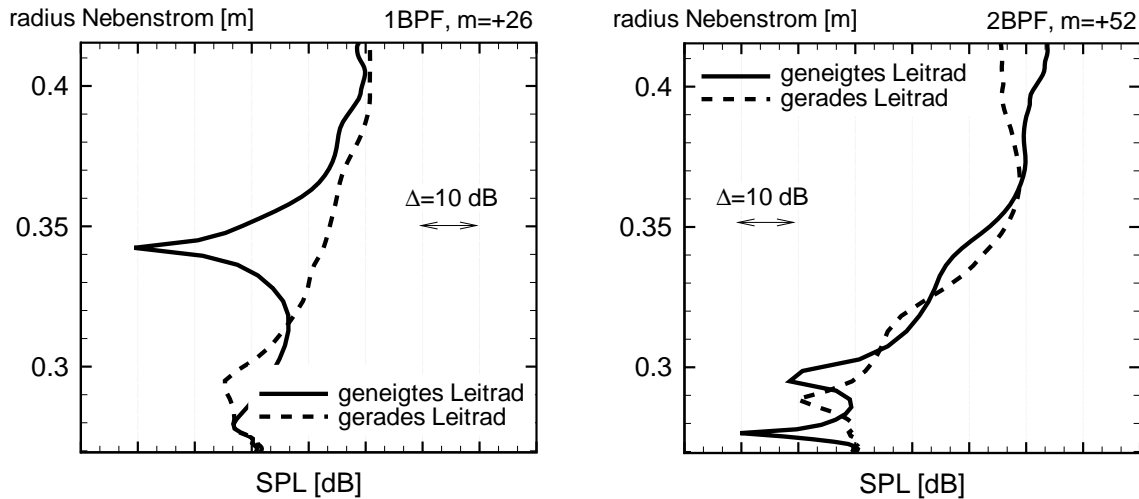 radius Nebenstrom [m] 1BPF, m=+26
0.4
Δ=10 dB
0.35
0.3
geneigtes Leitrad
gerades Leitrad
SPL [dB]
radius Nebenstrom [m] 2BPF, m=+52
geneigtes Leitrad
0.4
gerades Leitrad
Δ=10 dB
0.35
0.3
SPL [dB]